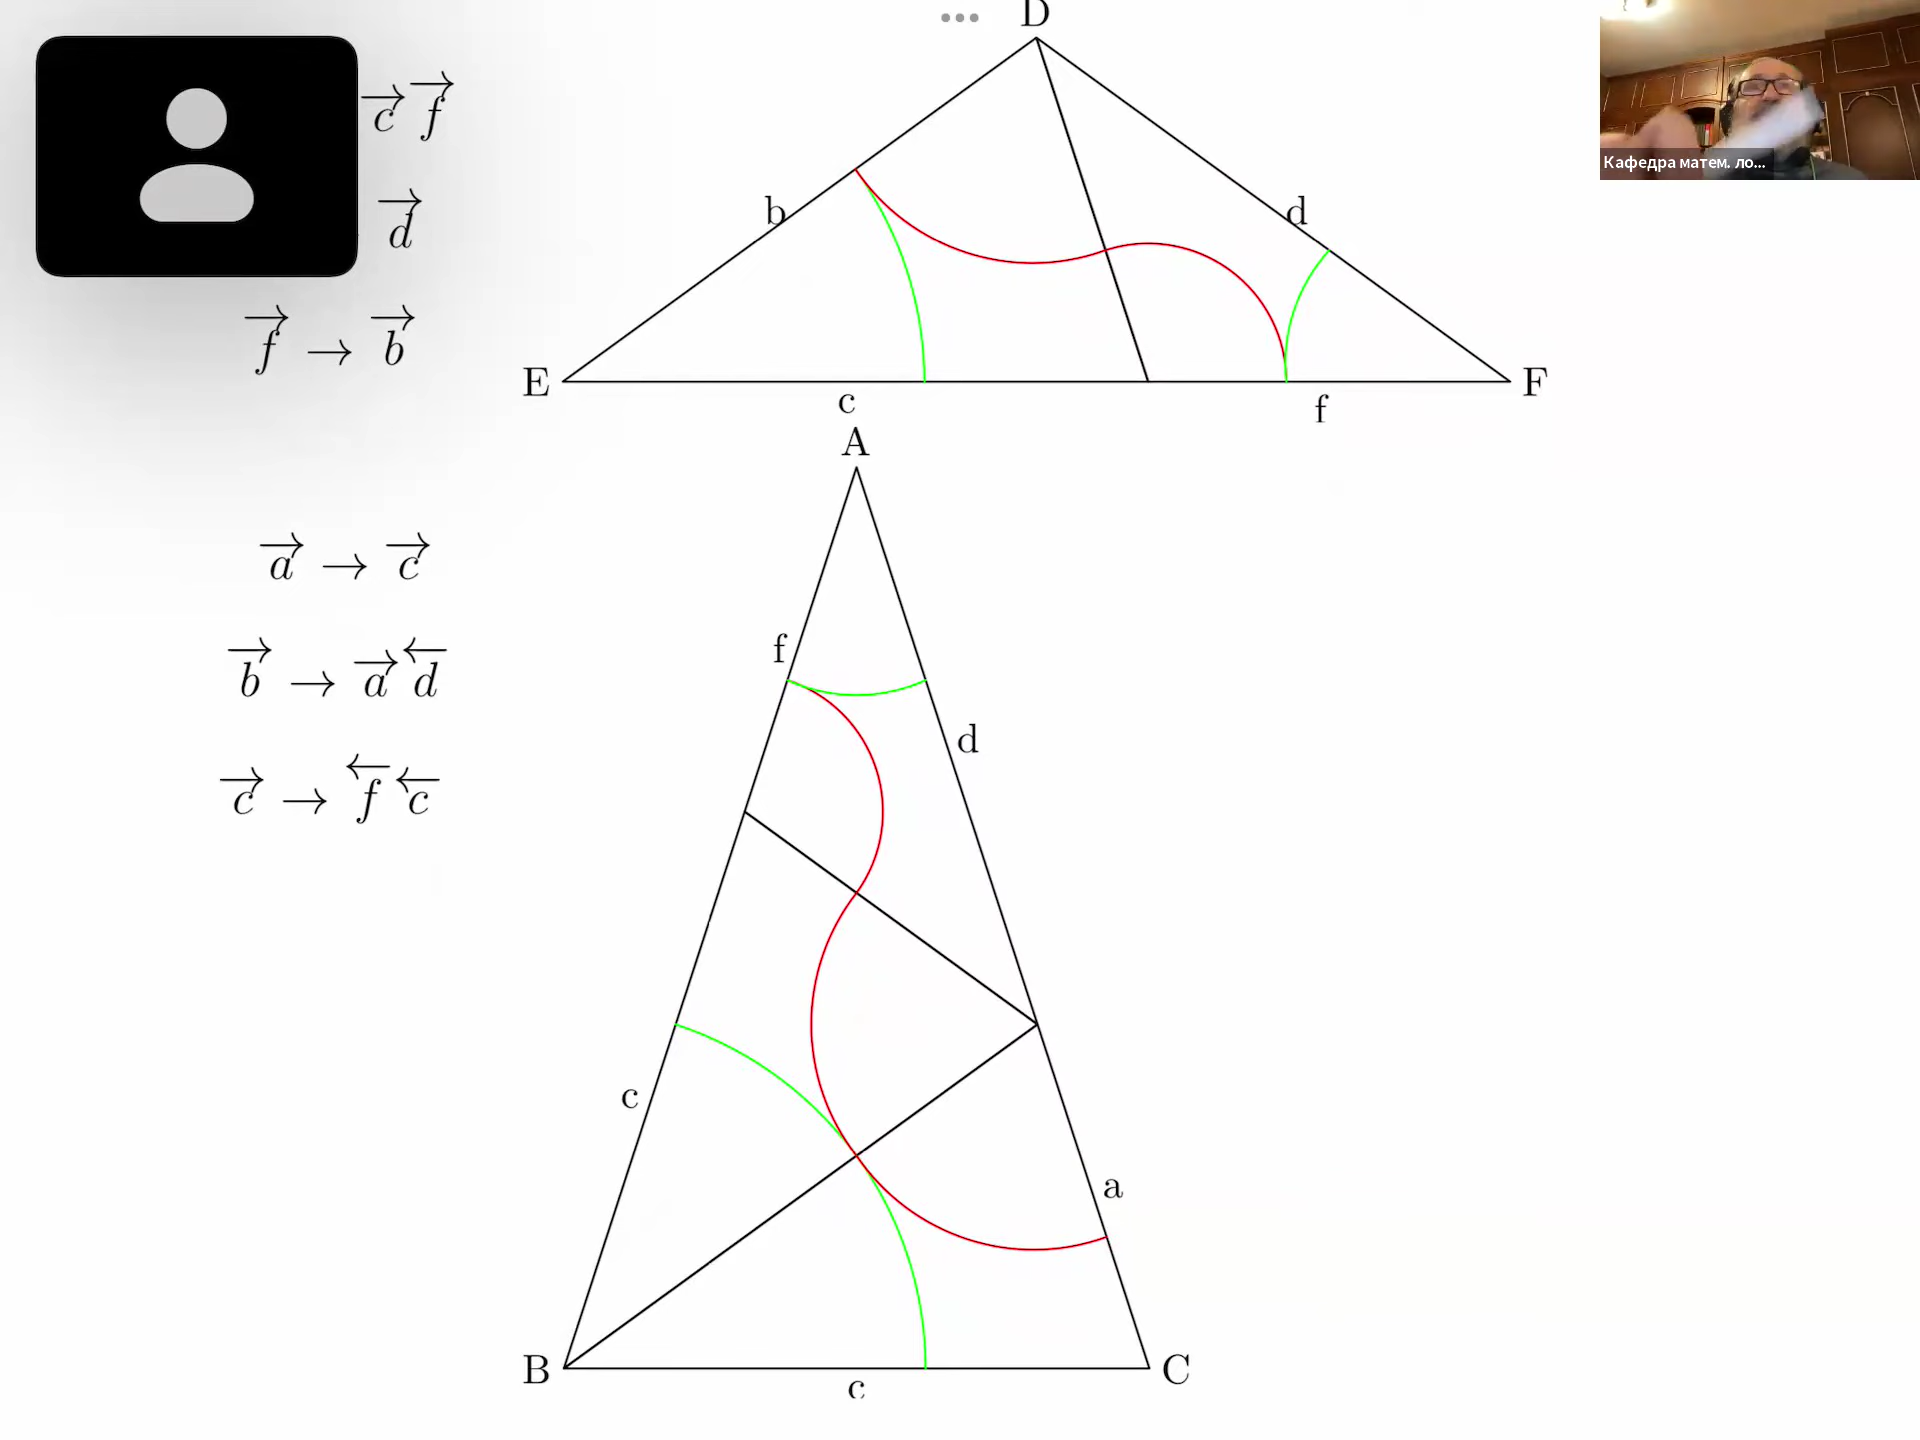 c⃗ f⃗
d⃗
f⃗ → b⃗
a⃗ → c⃗
b⃗ → a⃗ d⃖
c⃗ → f⃖ c⃖
D
b
d
E
F
c
f
A
f
d
c
a
B
C
c
Кафедра матем. ло...